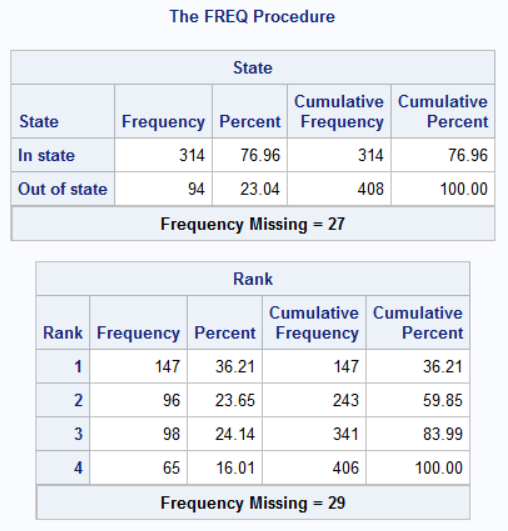 The FREQ Procedure
State
State Frequency Percent Cumulative Frequency Cumulative Percent
In state 314 76.96 314 76.96
Out of state 94 23.04 408 100.00
Frequency Missing = 27
Rank
Rank Frequency Percent Cumulative Frequency Cumulative Percent
1 147 36.21 147 36.21
2 96 23.65 243 59.85
3 98 24.14 341 83.99
4 65 16.01 406 100.00
Frequency Missing = 29